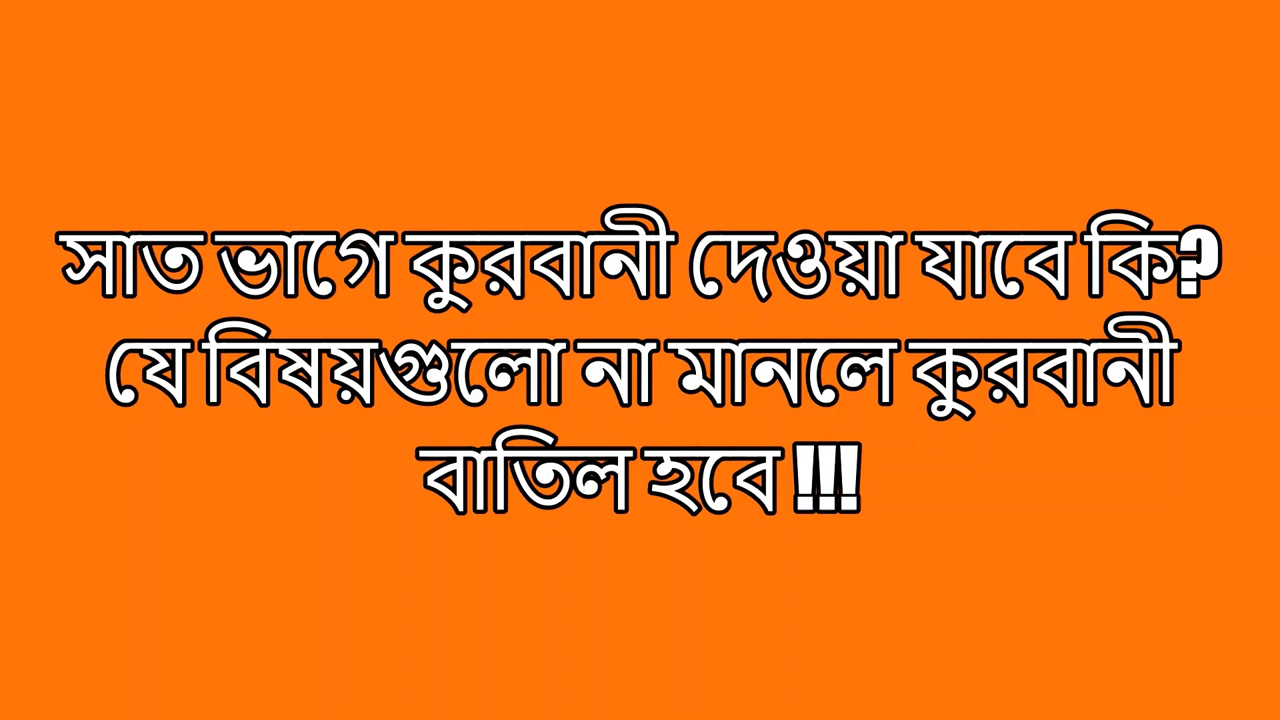 সাত ভাগে কুরবানী দেওয়া যাবে কি?
যে বিষয়গুলো না মানলে কুরবানী
বাতিল হবে !!!